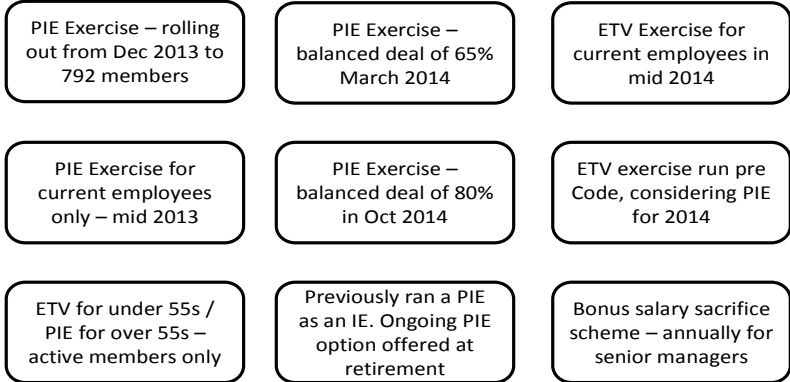 PIE Exercise – rolling
out from Dec 2013 to
792 members
PIE Exercise –
balanced deal of 65%
March 2014
ETV Exercise for
current employees in
mid 2014
PIE Exercise for
current employees
only – mid 2013
PIE Exercise –
balanced deal of 80%
in Oct 2014
ETV exercise run pre
Code, considering PIE
for 2014
ETV for under 55s /
PIE for over 55s –
active members only
Previously ran a PIE
as an IE. Ongoing PIE
option offered at
retirement
Bonus salary sacrifice
scheme – annually for
senior managers